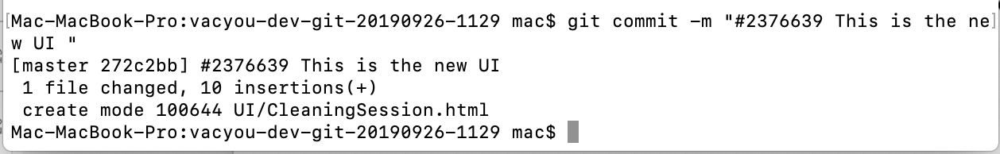 [Mac-MacBook-Pro:vacyou-dev-git-20190926-1129 mac$ git commit -m "#2376639 This is the ne]
w UI "
[master 272c2bb] #2376639 This is the new UI
 1 file changed, 10 insertions(+)
 create mode 100644 UI/CleaningSession.html
Mac-MacBook-Pro:vacyou-dev-git-20190926-1129 mac$